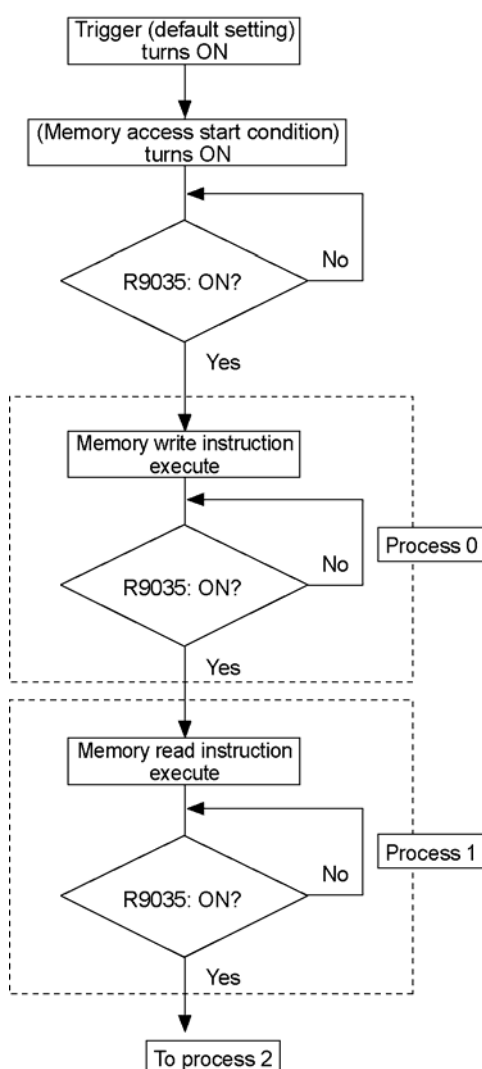 Trigger (default setting)
turns ON
(Memory access start condition)
turns ON
No
R9035: ON?
Yes
Memory write instruction
execute
Process 0
No
R9035: ON?
Yes
Memory read instruction
execute
Process 1
No
R9035: ON?
Yes
To process 2